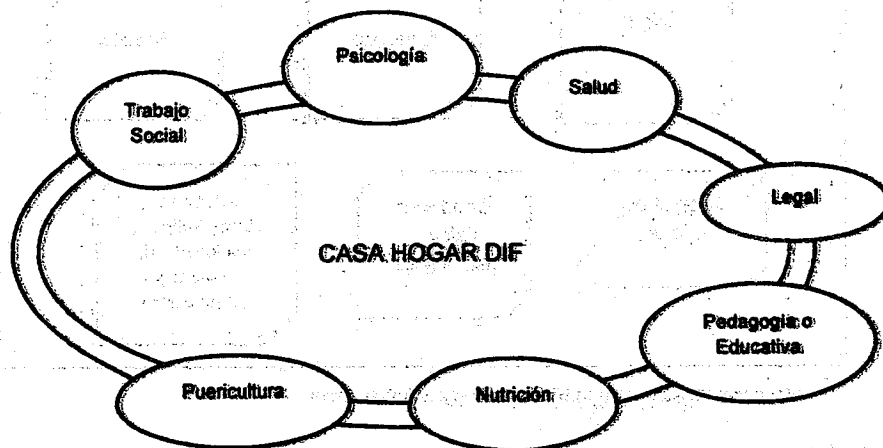 Psicología
Salud
Trabajo
Social
Legal
CASA HOGAR DIF
Pedagogía o
Educativa
Puericultura
Nutrición